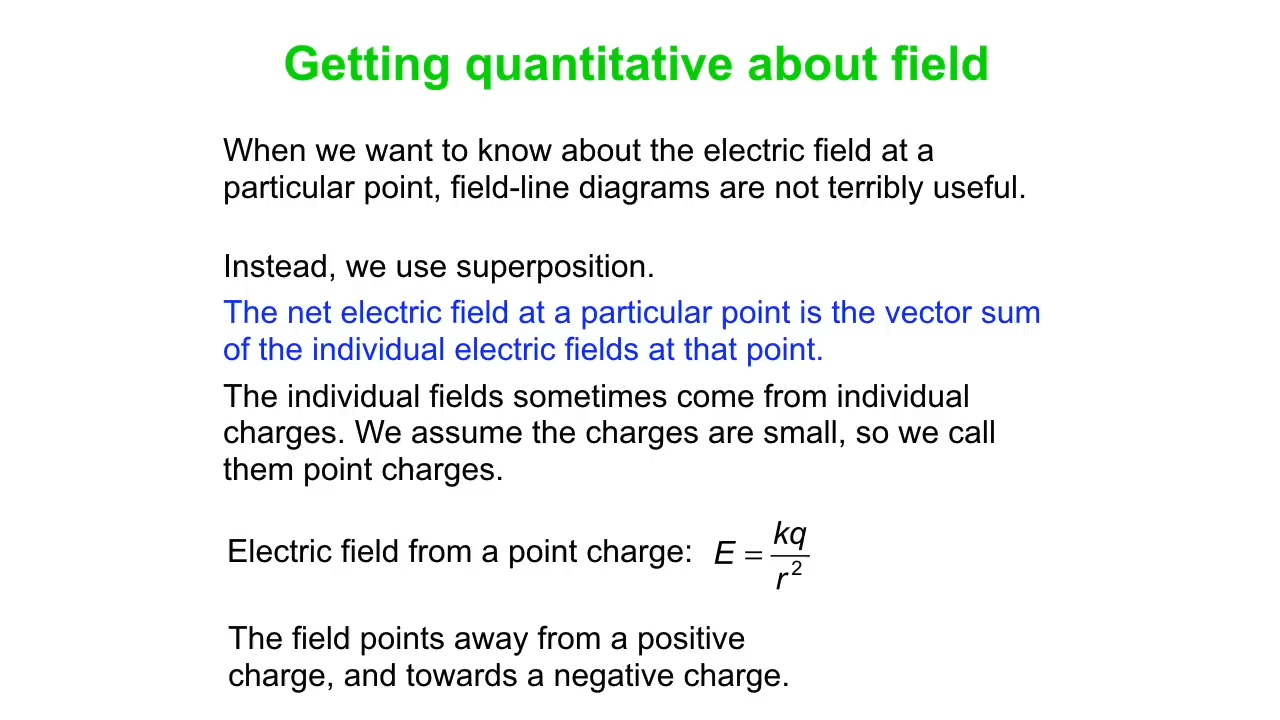 Getting quantitative about field
When we want to know about the electric field at a
particular point, field-line diagrams are not terribly useful.
Instead, we use superposition.
The net electric field at a particular point is the vector sum
of the individual electric fields at that point.
The individual fields sometimes come from individual
charges. We assume the charges are small, so we call
them point charges.
Electric field from a point charge: E = kq/r²
The field points away from a positive
charge, and towards a negative charge.